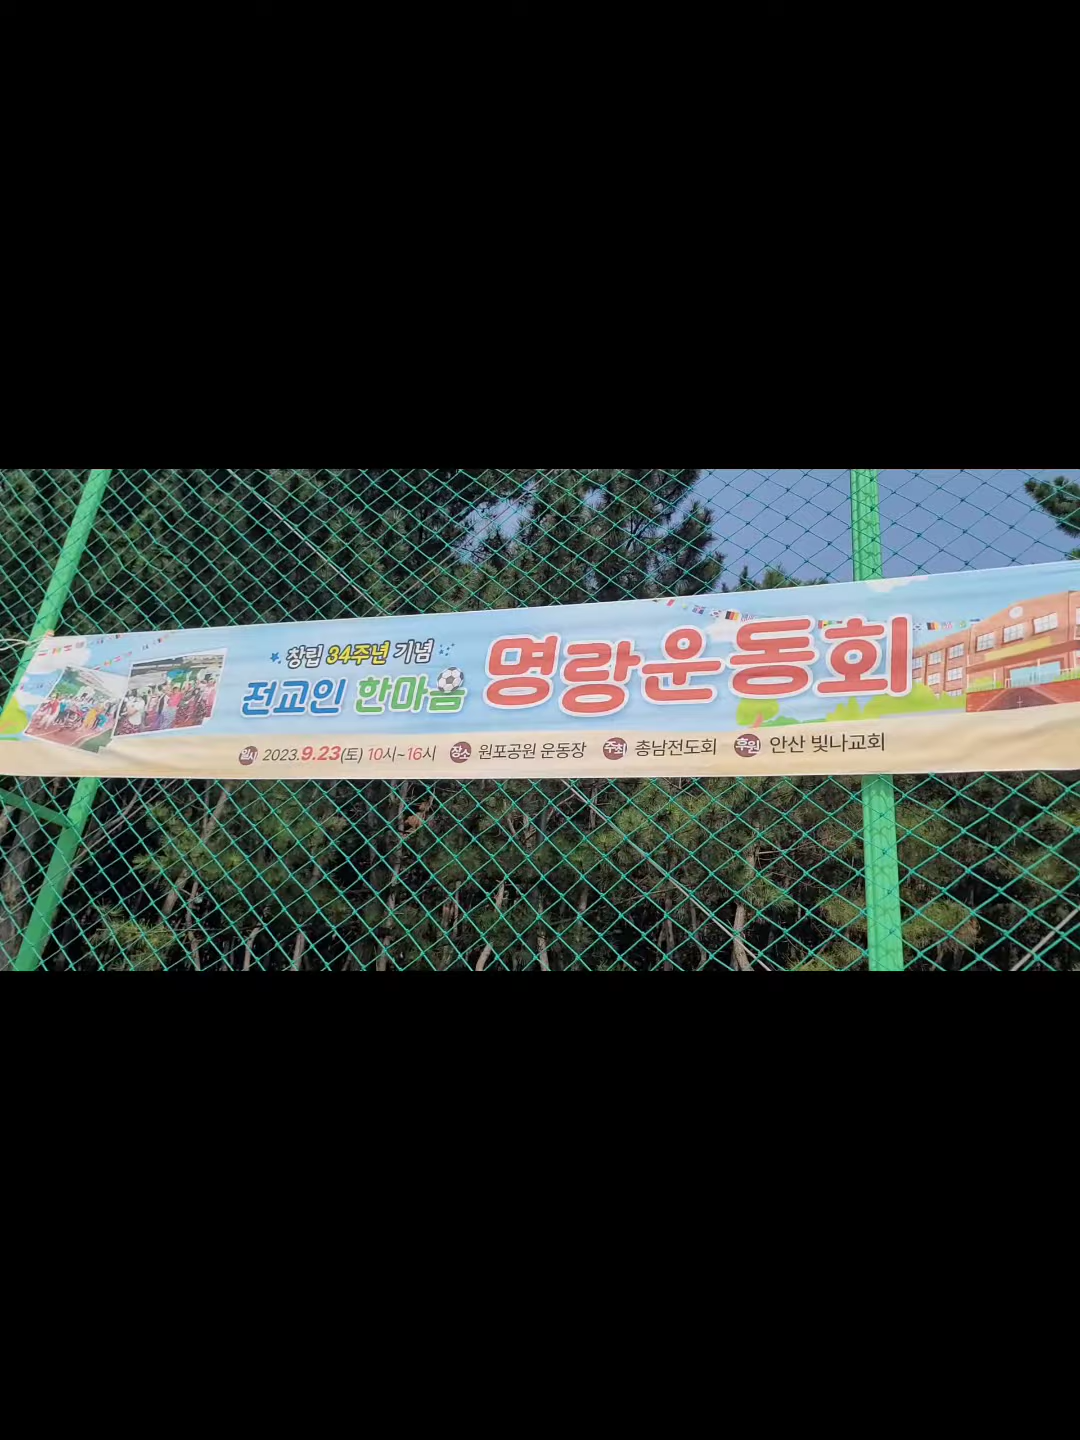 창립 34주년 기념
전교인 한마음 명랑운동회
일시 2023.9.23(토) 10시~16시 장소 원포공원 운동장 주최 총남전도회 후원 안산 빛나교회